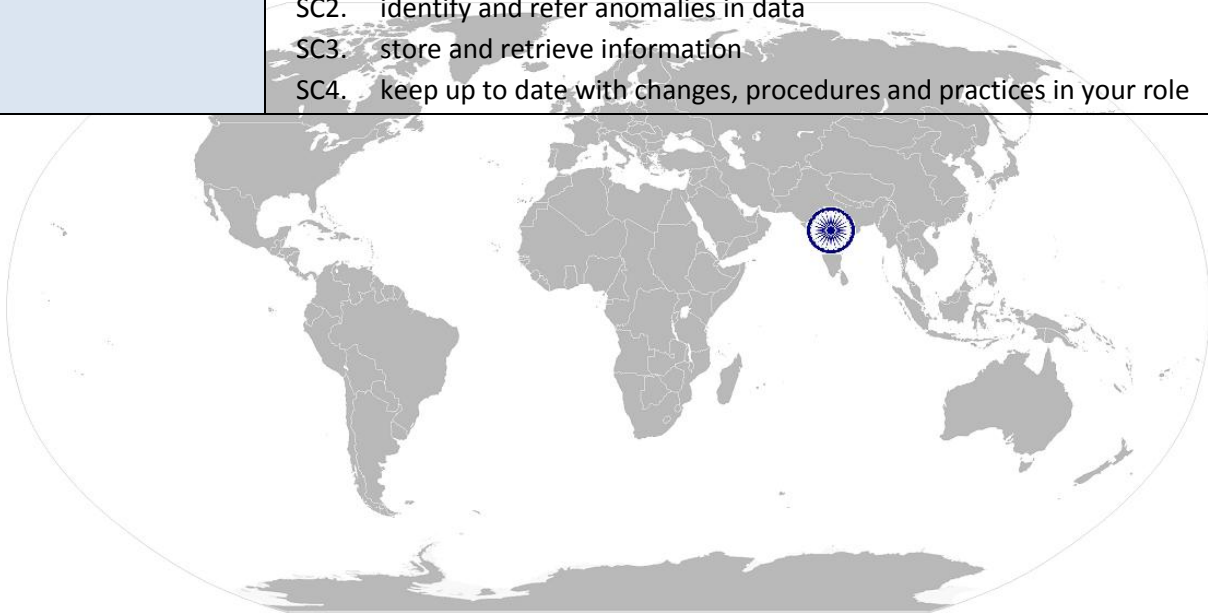 SC2. identify and refer anomalies in data
SC3. store and retrieve information
SC4. keep up to date with changes, procedures and practices in your role